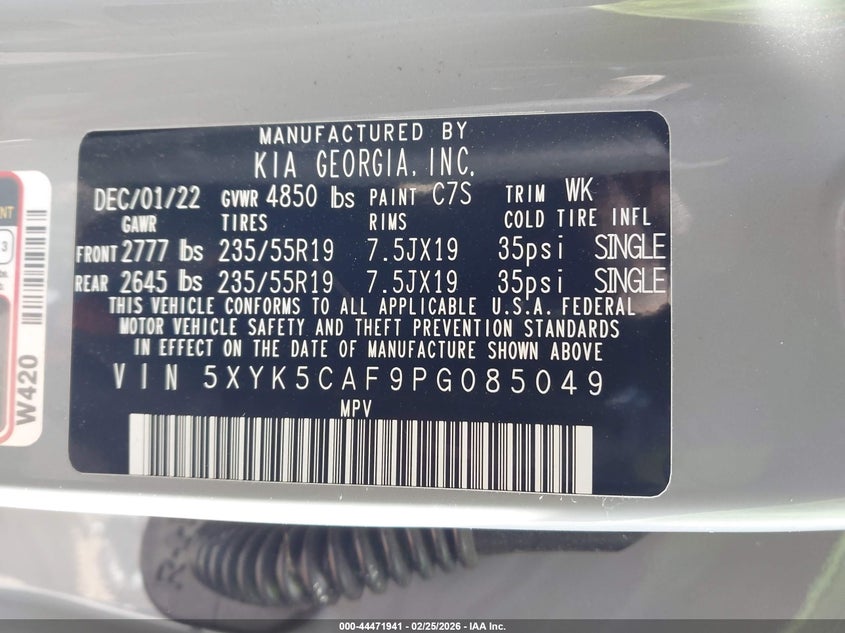 MANUFACTURED BY
KIA GEORGIA, INC.
DEC/01/22 GVWR 4850 lbs PAINT C7S TRIM WK
GAWR TIRES RIMS COLD TIRE INFL
FRONT 2777 lbs 235/55R19 7.5JX19 35psi SINGLE
REAR 2645 lbs 235/55R19 7.5JX19 35psi SINGLE
THIS VEHICLE CONFORMS TO ALL APPLICABLE U.S.A. FEDERAL
MOTOR VEHICLE SAFETY AND THEFT PREVENTION STANDARDS
IN EFFECT ON THE DATE OF MANUFACTURE SHOWN ABOVE
VIN 5XYK5CAF9PG085049
MPV
W420
3
000-44471941 - 02/25/2026 - IAA Inc.